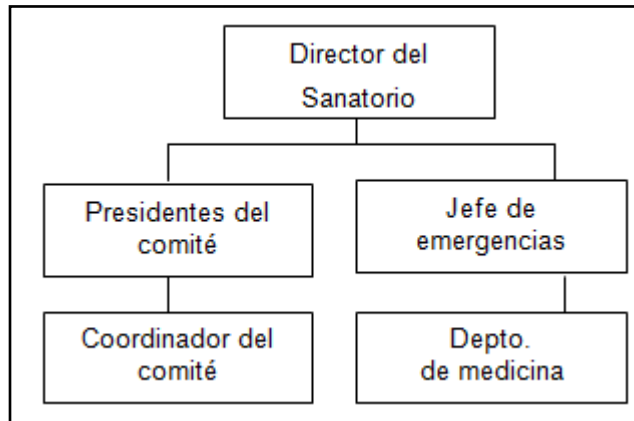 Director del
Sanatorio
Presidentes del
comité
Jefe de
emergencias
Coordinador del
comité
Depto.
de medicina